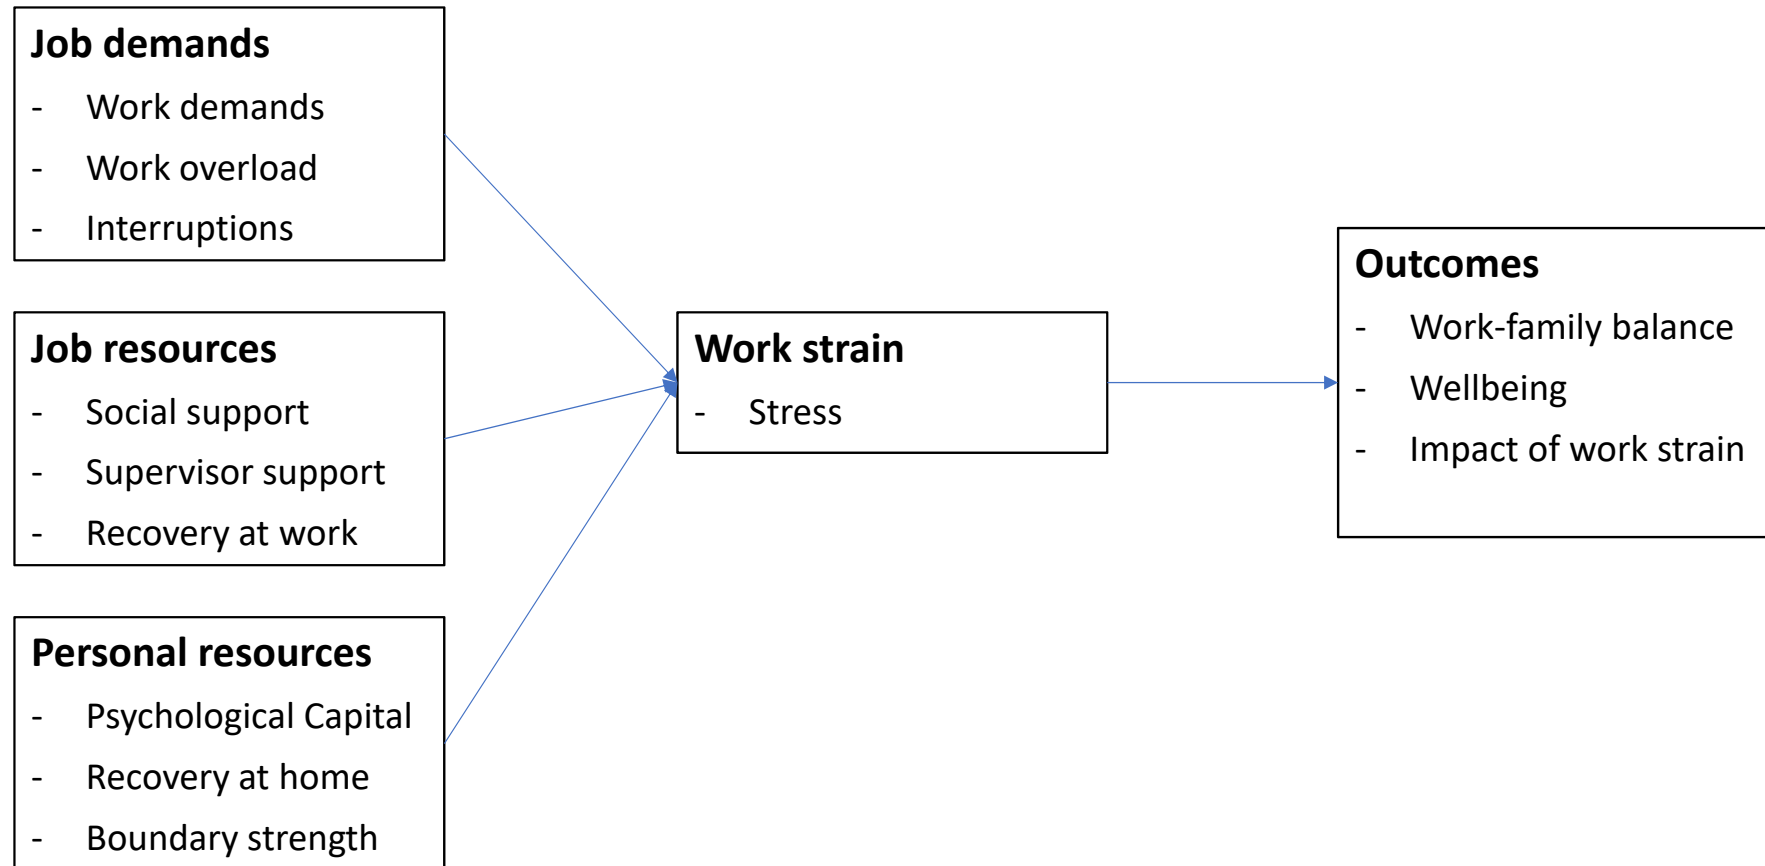 Job demands
- Work demands
- Work overload
- Interruptions
Job resources
- Social support
- Supervisor support
- Recovery at work
Personal resources
- Psychological Capital
- Recovery at home
- Boundary strength
Work strain
- Stress
Outcomes
- Work-family balance
- Wellbeing
- Impact of work strain